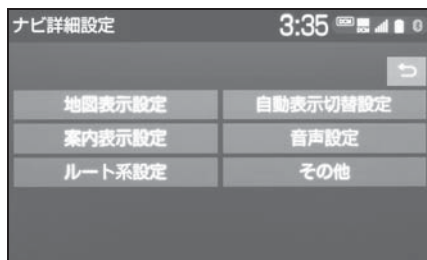 ナビ詳細設定 3:35
地図表示設定 自動表示切替設定
案内表示設定 音声設定
ルート系設定 その他